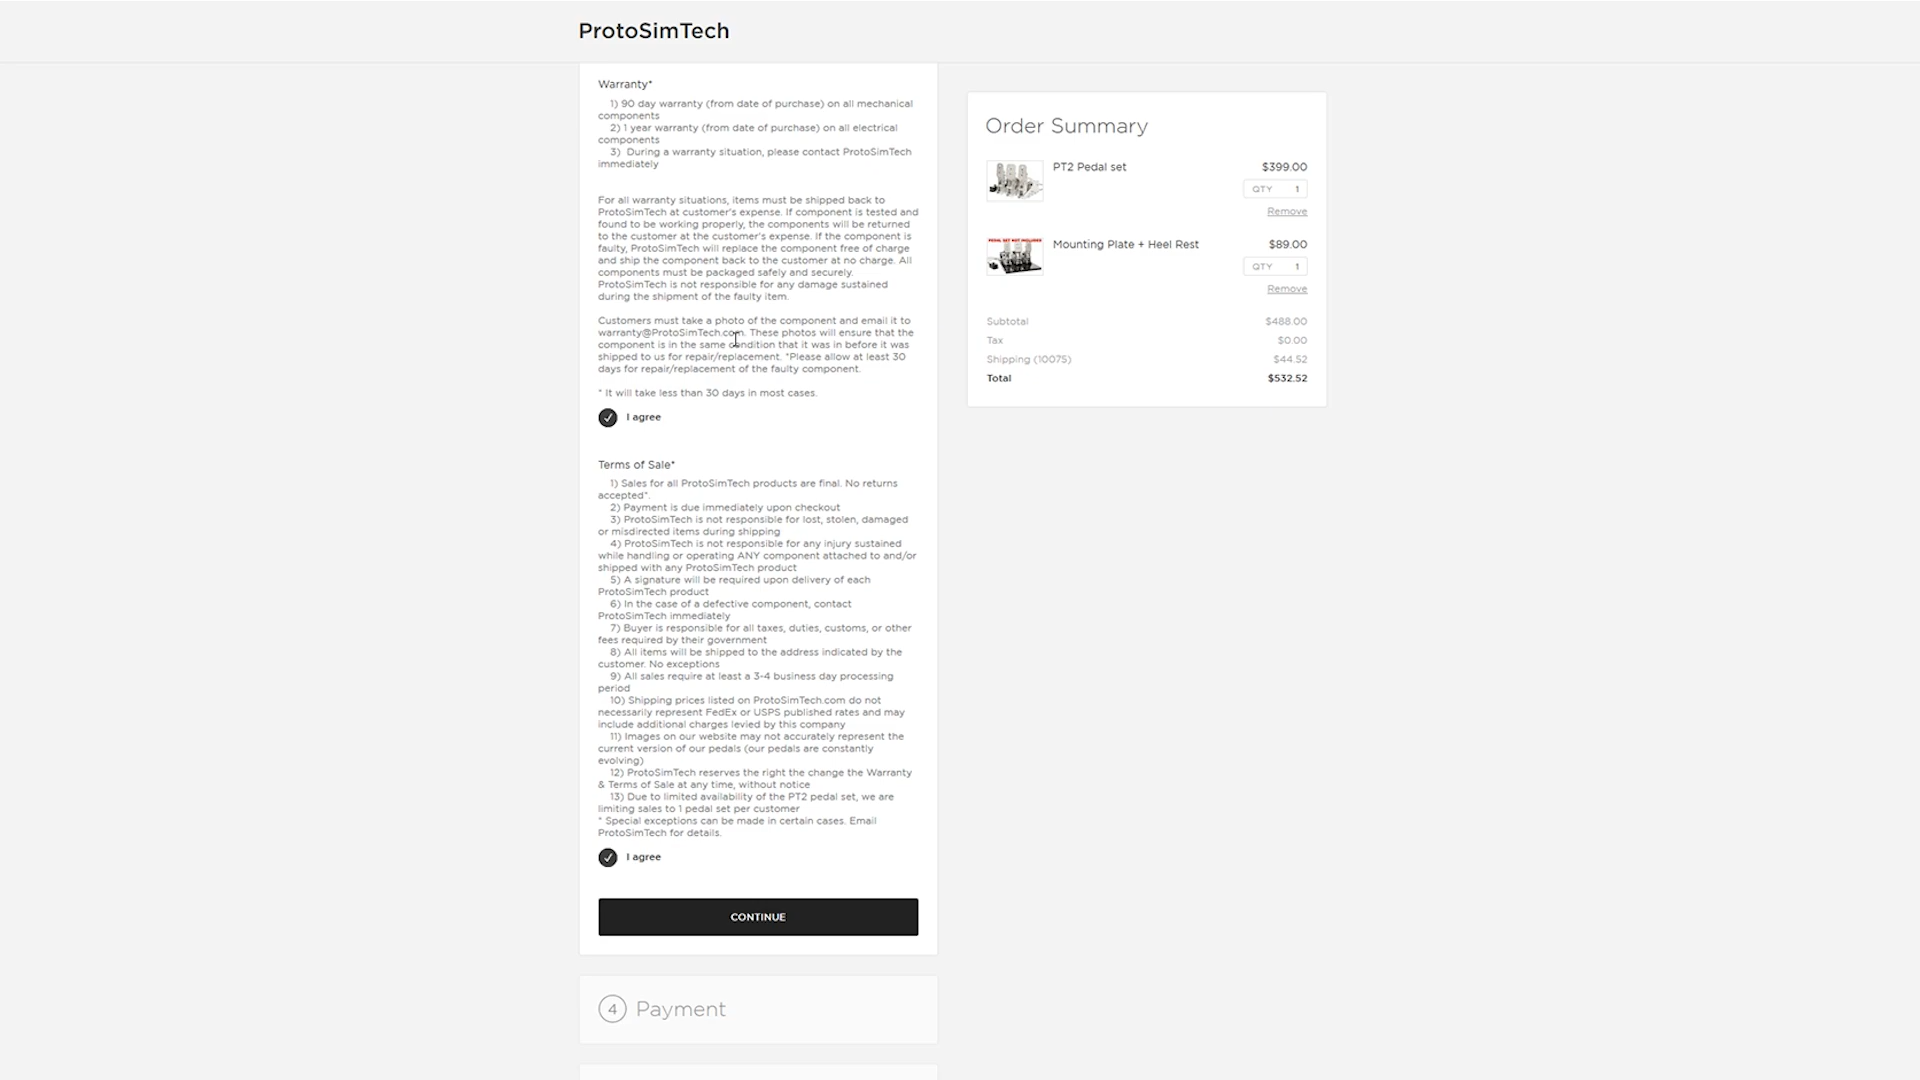 ProtoSimTech
Warranty*
1) 90 day warranty (from date of purchase) on all mechanical
components
2) 1 year warranty (from date of purchase) on all electrical
components
3) During a warranty situation, please contact ProtoSimTech
immediately
For all warranty situations, items must be shipped back to
ProtoSimTech at customer's expense. If component is tested and
found to be working properly, the components will be returned
to the customer at the customer's expense. If the component is
faulty, ProtoSimTech will replace the component free of charge
and ship the component back to the customer at no charge. All
components must be packaged safely and securely.
ProtoSimTech is not responsible for any damage sustained
during the shipment of the faulty item.
Customers must take a photo of the component and email it to
warranty@ProtoSimTech.com. These photos will ensure that the
component is in the same condition that it was in before it was
shipped to us for repair/replacement. *Please allow at least 30
days for repair/replacement of the faulty component.
* It will take less than 30 days in most cases.
I agree
Terms of Sale*
1) Sales for all ProtoSimTech products are final. No returns
accepted*.
2) Payment is due immediately upon checkout
3) ProtoSimTech is not responsible for lost, stolen, damaged
or misdirected items during shipping
4) ProtoSimTech is not responsible for any injury sustained
while handling or operating ANY component attached to and/or
shipped with any ProtoSimTech product
5) A signature will be required upon delivery of each
ProtoSimTech product
6) In the case of a defective component, contact
ProtoSimTech immediately
7) Buyer is responsible for all taxes, duties, customs, or other
fees required by their government
8) All items will be shipped to the address indicated by the
customer. No exceptions
9) All sales require at least a 3-4 business day processing
period
10) Shipping prices listed on ProtoSimTech.com do not
necessarily represent FedEx or USPS published rates and may
include additional charges levied by this company
11) Images on our website may not accurately represent the
current version of our pedals (our pedals are constantly
evolving)
12) ProtoSimTech reserves the right the change the Warranty
& Terms of Sale at any time, without notice
13) Due to limited availability of the PT2 pedal set, we are
limiting sales to 1 pedal set per customer
* Special exceptions can be made in certain cases. Email
ProtoSimTech for details.
I agree
CONTINUE
4 Payment
Order Summary
PT2 Pedal set $399.00
QTY 1
Remove
PEDAL SET NOT INCLUDED
Mounting Plate + Heel Rest $89.00
QTY 1
Remove
Subtotal $488.00
Tax $0.00
Shipping (10075) $44.52
Total $532.52